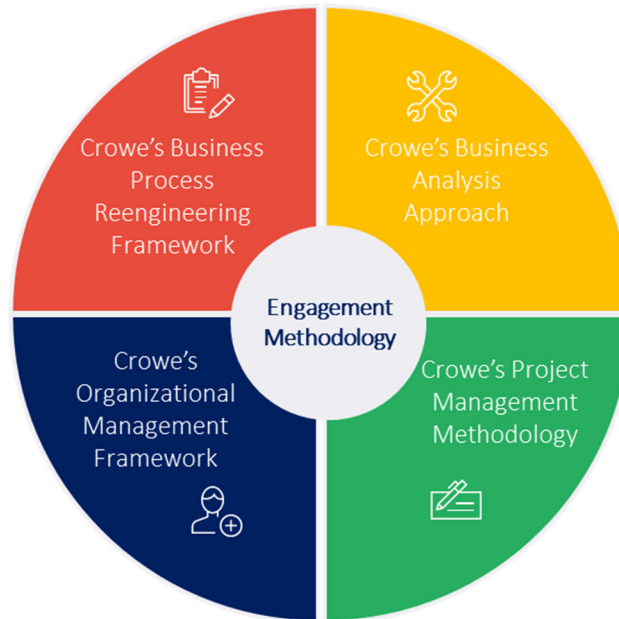 Crowe’s Business
Process
Reengineering
Framework
Crowe’s Business
Analysis
Approach
Engagement
Methodology
Crowe’s
Organizational
Management
Framework
Crowe’s Project
Management
Methodology